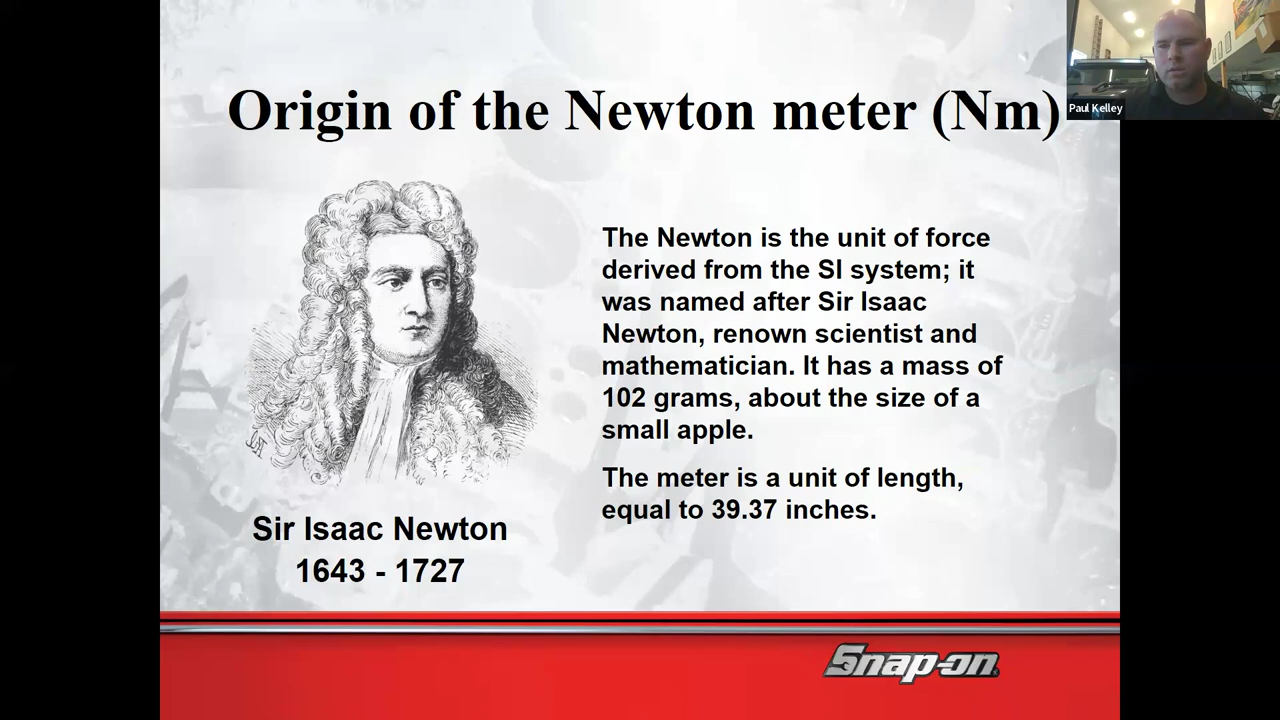 Origin of the Newton meter (Nm)
Paul Kelley
The Newton is the unit of force
derived from the SI system; it
was named after Sir Isaac
Newton, renown scientist and
mathematician. It has a mass of
102 grams, about the size of a
small apple.
The meter is a unit of length,
equal to 39.37 inches.
Sir Isaac Newton
1643 - 1727
Snap-on